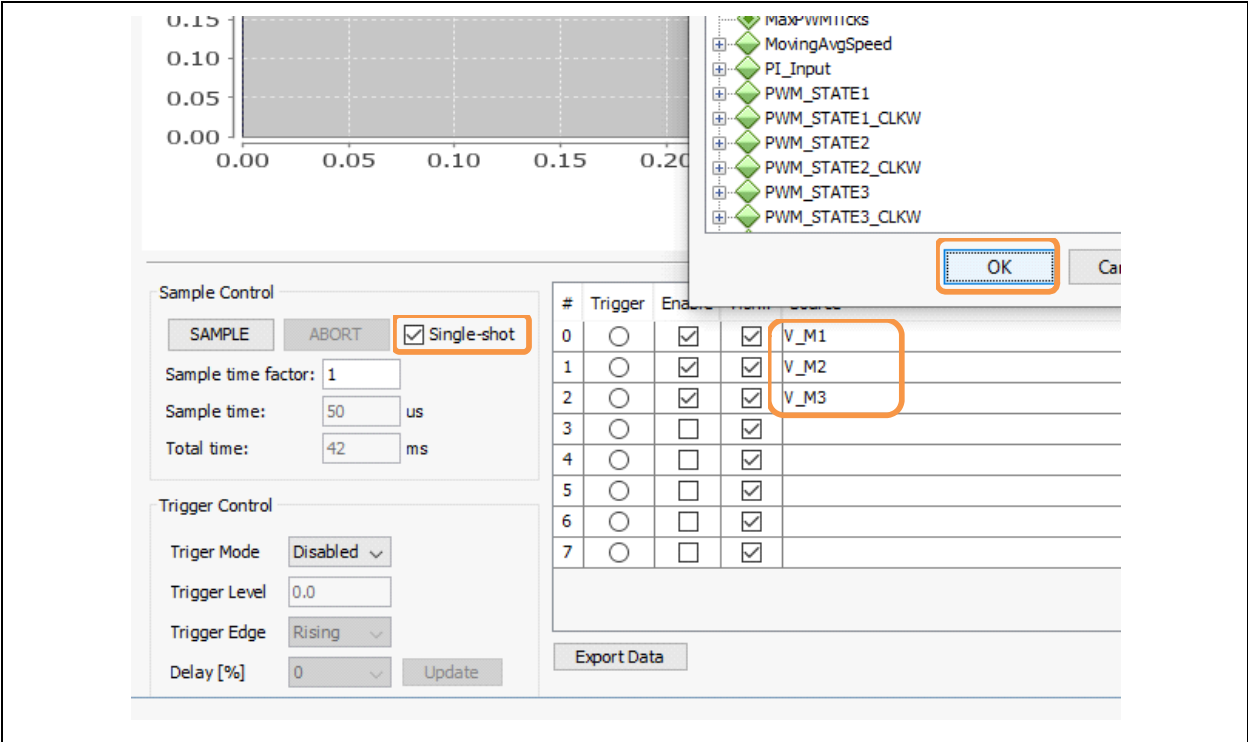 0.15
0.10
0.05
0.00
0.00 0.05 0.10 0.15 0.20
MaxPWMTicks
MovingAvgSpeed
PI_Input
PWM_STATE1
PWM_STATE1_CLKW
PWM_STATE2
PWM_STATE2_CLKW
PWM_STATE3
PWM_STATE3_CLKW
OK
Sample Control
SAMPLE ABORT Single-shot
Sample time factor: 1
Sample time: 50 us
Total time: 42 ms
Trigger Control
Triger Mode Disabled
Trigger Level 0.0
Trigger Edge Rising
Delay [%] 0 Update
# Trigger Enable Source
0 V_M1
1 V_M2
2 V_M3
3
4
5
6
7
Export Data